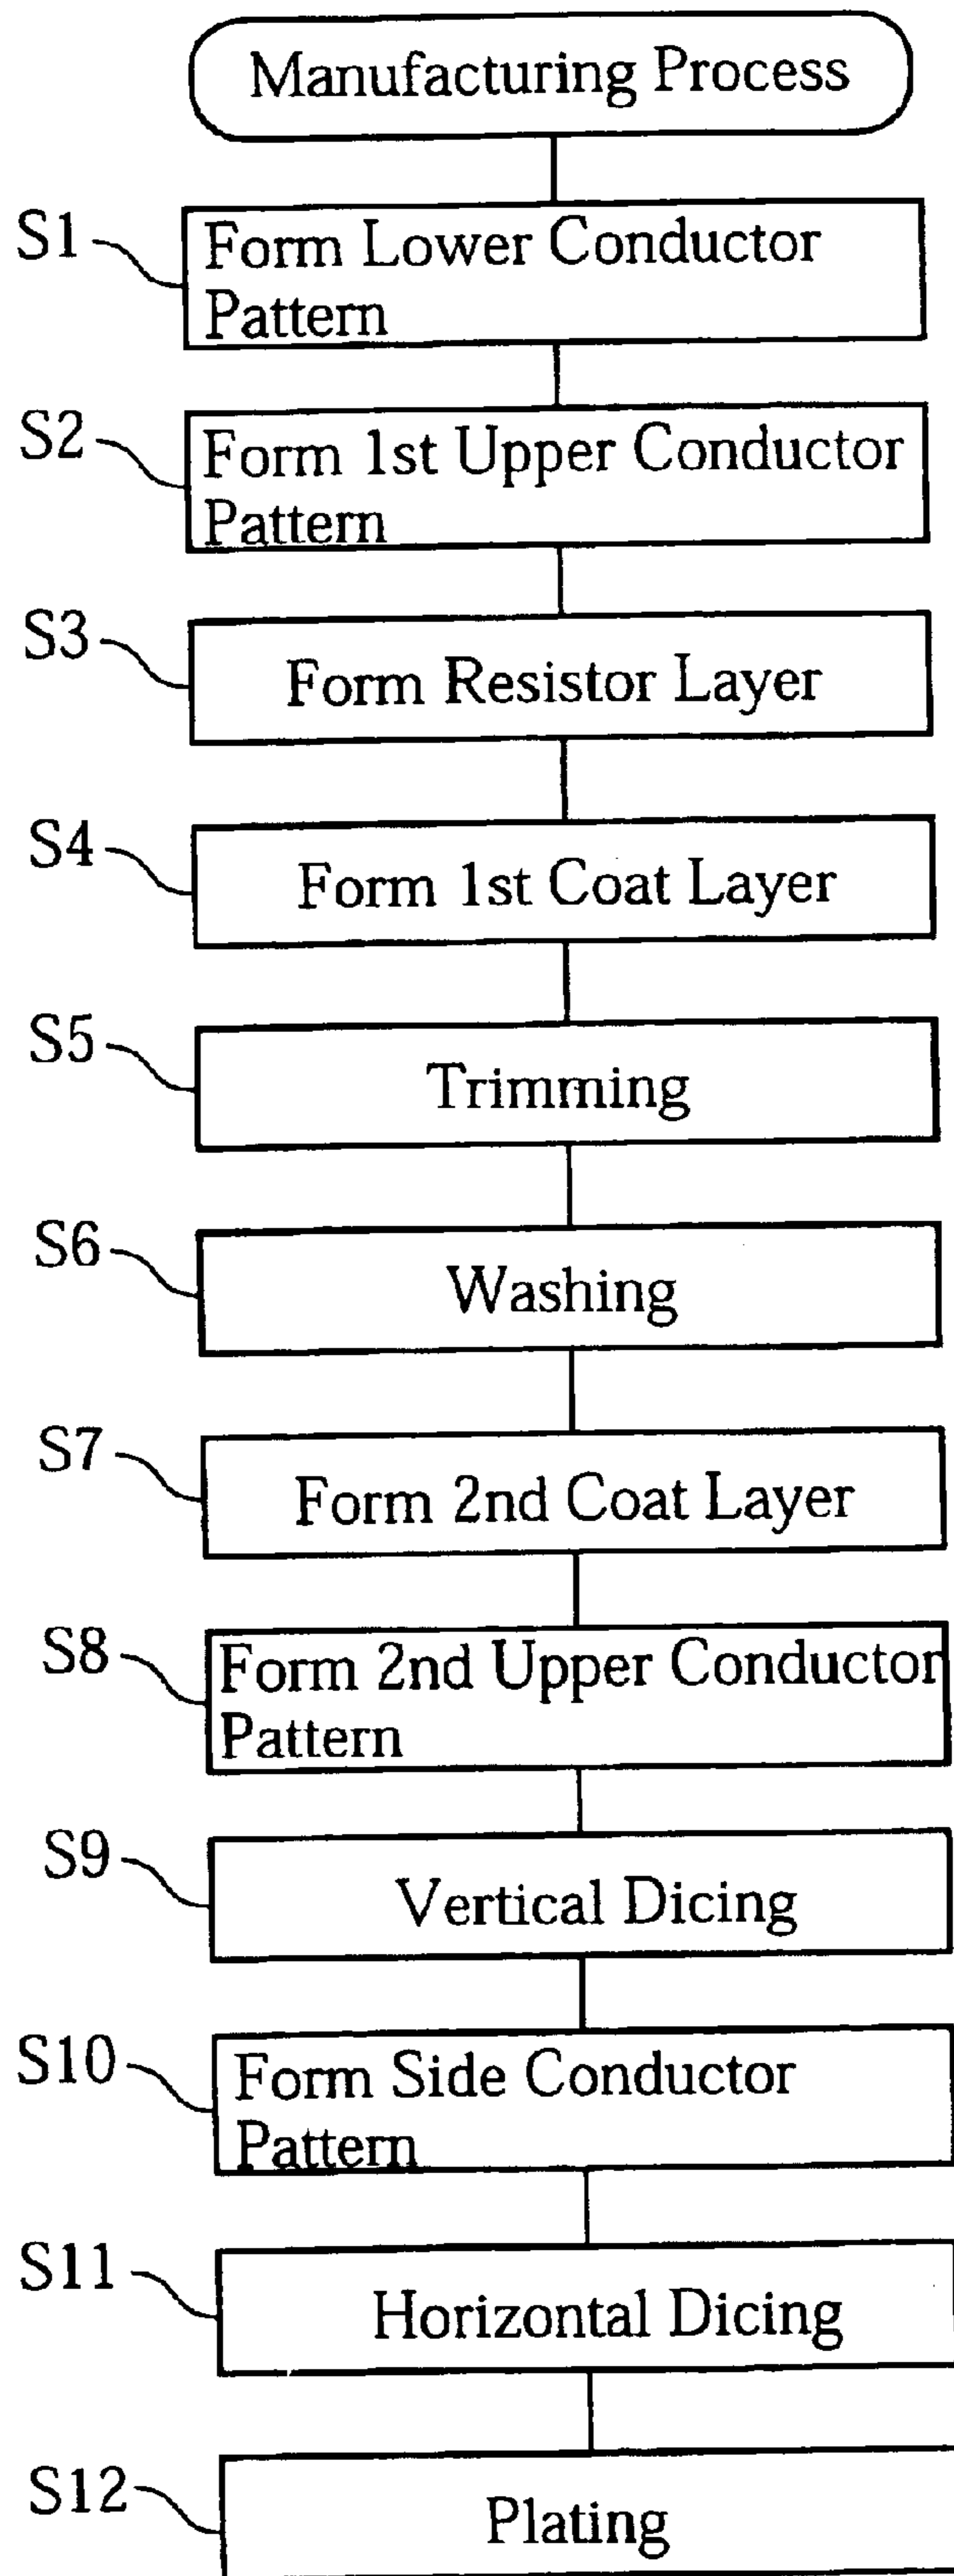 Manufacturing Process
S1
Form Lower Conductor
Pattern
S2
Form 1st Upper Conductor
Pattern
S3
Form Resistor Layer
S4
Form 1st Coat Layer
S5
Trimming
S6
Washing
S7
Form 2nd Coat Layer
S8
Form 2nd Upper Conductor
Pattern
S9
Vertical Dicing
S10
Form Side Conductor
Pattern
S11
Horizontal Dicing
S12
Plating